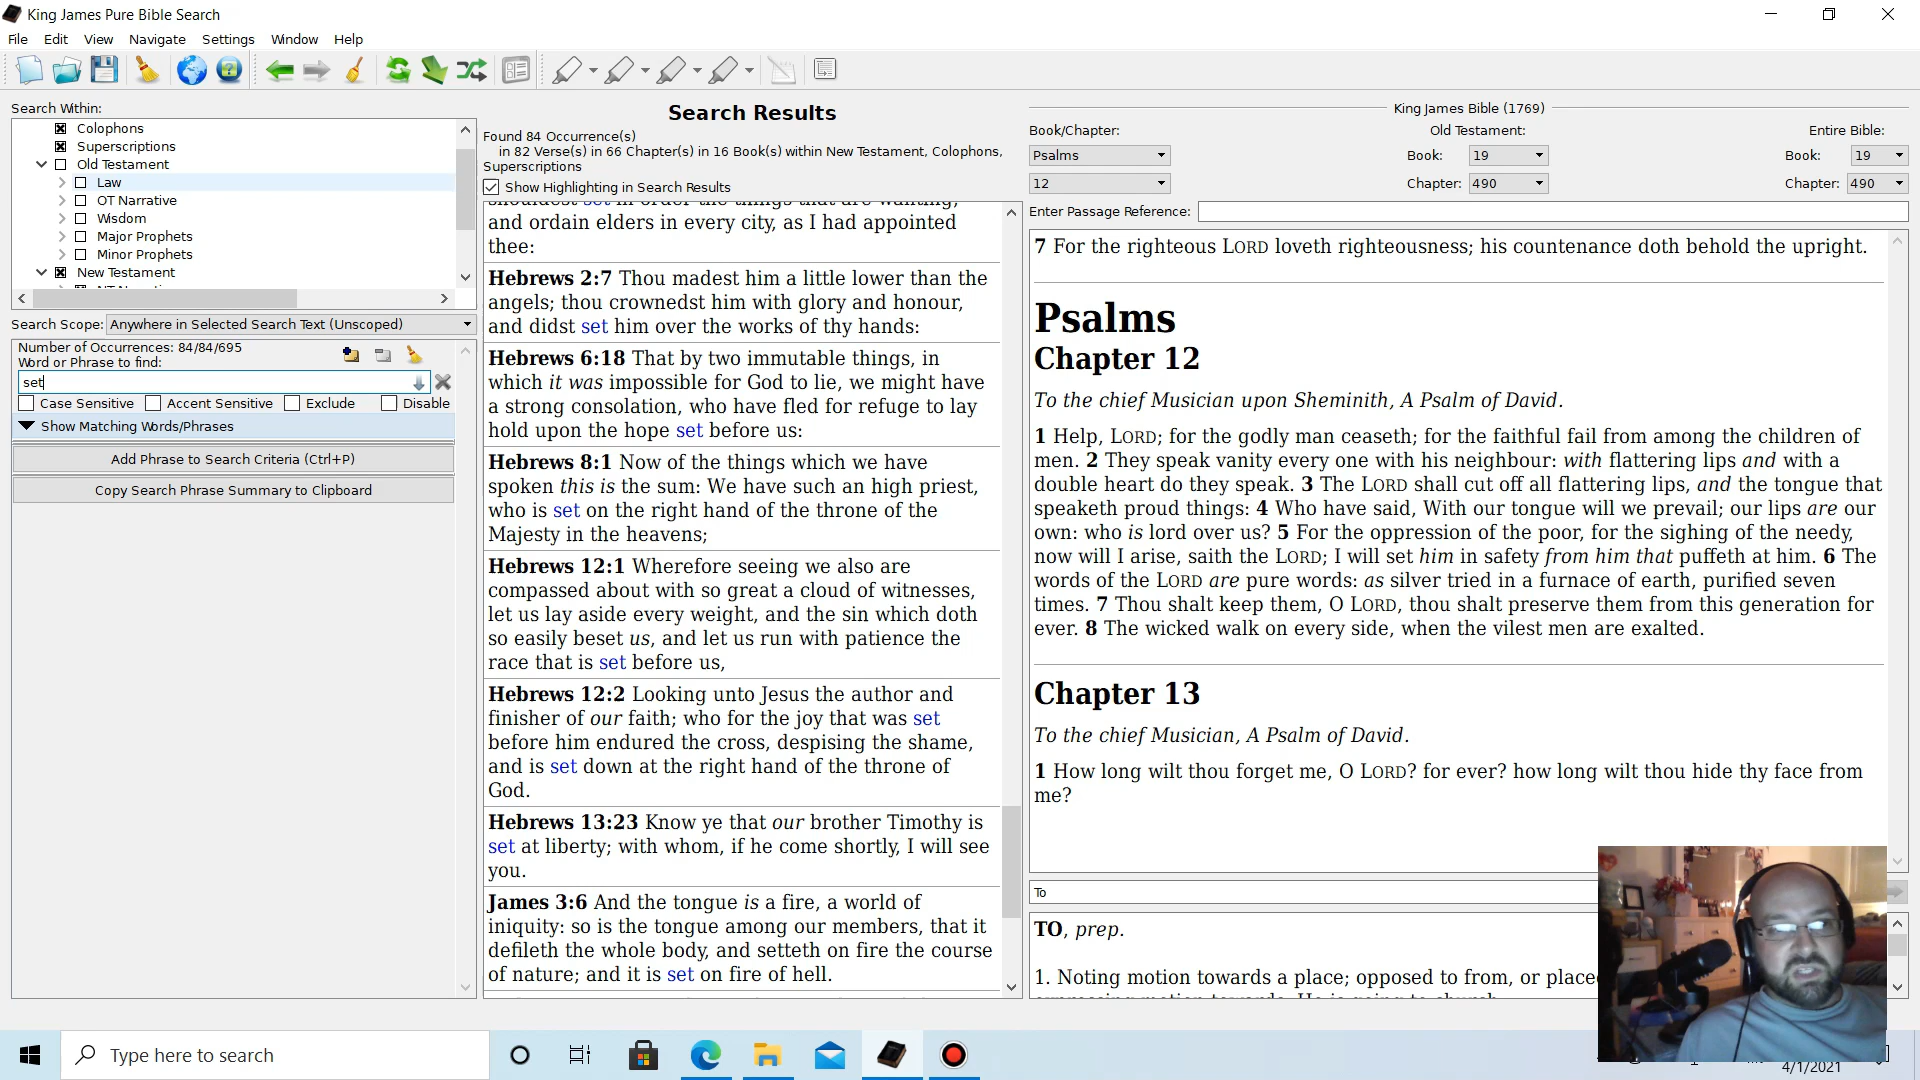 King James Pure Bible Search
File Edit View Navigate Settings Window Help
Search Within:
Colophons
Superscriptions
Old Testament
Law
OT Narrative
Wisdom
Major Prophets
Minor Prophets
New Testament
Search Scope: Anywhere in Selected Search Text (Unscoped)
Number of Occurrences: 84/84/695
Word or Phrase to find:
set
Case Sensitive Accent Sensitive Exclude Disable
Show Matching Words/Phrases
Add Phrase to Search Criteria (Ctrl+P)
Copy Search Phrase Summary to Clipboard
Search Results
Found 84 Occurrence(s)
in 82 Verse(s) in 66 Chapter(s) in 16 Book(s) within New Testament, Colophons,
Superscriptions
Show Highlighting in Search Results
shouldest set in order the things that are wanting,
and ordain elders in every city, as I had appointed
thee:
Hebrews 2:7 Thou madest him a little lower than the
angels; thou crownedst him with glory and honour,
and didst set him over the works of thy hands:
Hebrews 6:18 That by two immutable things, in
which it was impossible for God to lie, we might have
a strong consolation, who have fled for refuge to lay
hold upon the hope set before us:
Hebrews 8:1 Now of the things which we have
spoken this is the sum: We have such an high priest,
who is set on the right hand of the throne of the
Majesty in the heavens;
Hebrews 12:1 Wherefore seeing we also are
compassed about with so great a cloud of witnesses,
let us lay aside every weight, and the sin which doth
so easily beset us, and let us run with patience the
race that is set before us,
Hebrews 12:2 Looking unto Jesus the author and
finisher of our faith; who for the joy that was set
before him endured the cross, despising the shame,
and is set down at the right hand of the throne of
God.
Hebrews 13:23 Know ye that our brother Timothy is
set at liberty; with whom, if he come shortly, I will see
you.
James 3:6 And the tongue is a fire, a world of
iniquity: so is the tongue among our members, that it
defileth the whole body, and setteth on fire the course
of nature; and it is set on fire of hell.
King James Bible (1769)
Book/Chapter: Old Testament: Entire Bible:
Psalms Book: 19 Book: 19
12 Chapter: 490 Chapter: 490
Enter Passage Reference:
7 For the righteous LORD loveth righteousness; his countenance doth behold the upright.
Psalms
Chapter 12
To the chief Musician upon Sheminith, A Psalm of David.
1 Help, LORD; for the godly man ceaseth; for the faithful fail from among the children of
men. 2 They speak vanity every one with his neighbour: with flattering lips and with a
double heart do they speak. 3 The LORD shall cut off all flattering lips, and the tongue that
speaketh proud things: 4 Who have said, With our tongue will we prevail; our lips are our
own: who is lord over us? 5 For the oppression of the poor, for the sighing of the needy,
now will I arise, saith the LORD; I will set him in safety from him that puffeth at him. 6 The
words of the LORD are pure words: as silver tried in a furnace of earth, purified seven
times. 7 Thou shalt keep them, O LORD, thou shalt preserve them from this generation for
ever. 8 The wicked walk on every side, when the vilest men are exalted.
Chapter 13
To the chief Musician, A Psalm of David.
1 How long wilt thou forget me, O LORD? for ever? how long wilt thou hide thy face from
me?
To
TO, prep.
1. Noting motion towards a place; opposed to from, or
Type here to search
4/1/2021